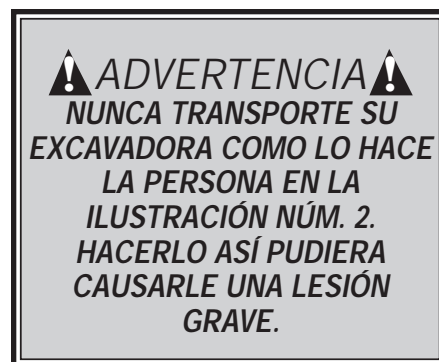 ADVERTENCIA
NUNCA TRANSPORTE SU
EXCAVADORA COMO LO HACE
LA PERSONA EN LA
ILUSTRACIÓN NÚM. 2.
HACERLO ASÍ PUDIERA
CAUSARLE UNA LESIÓN
GRAVE.